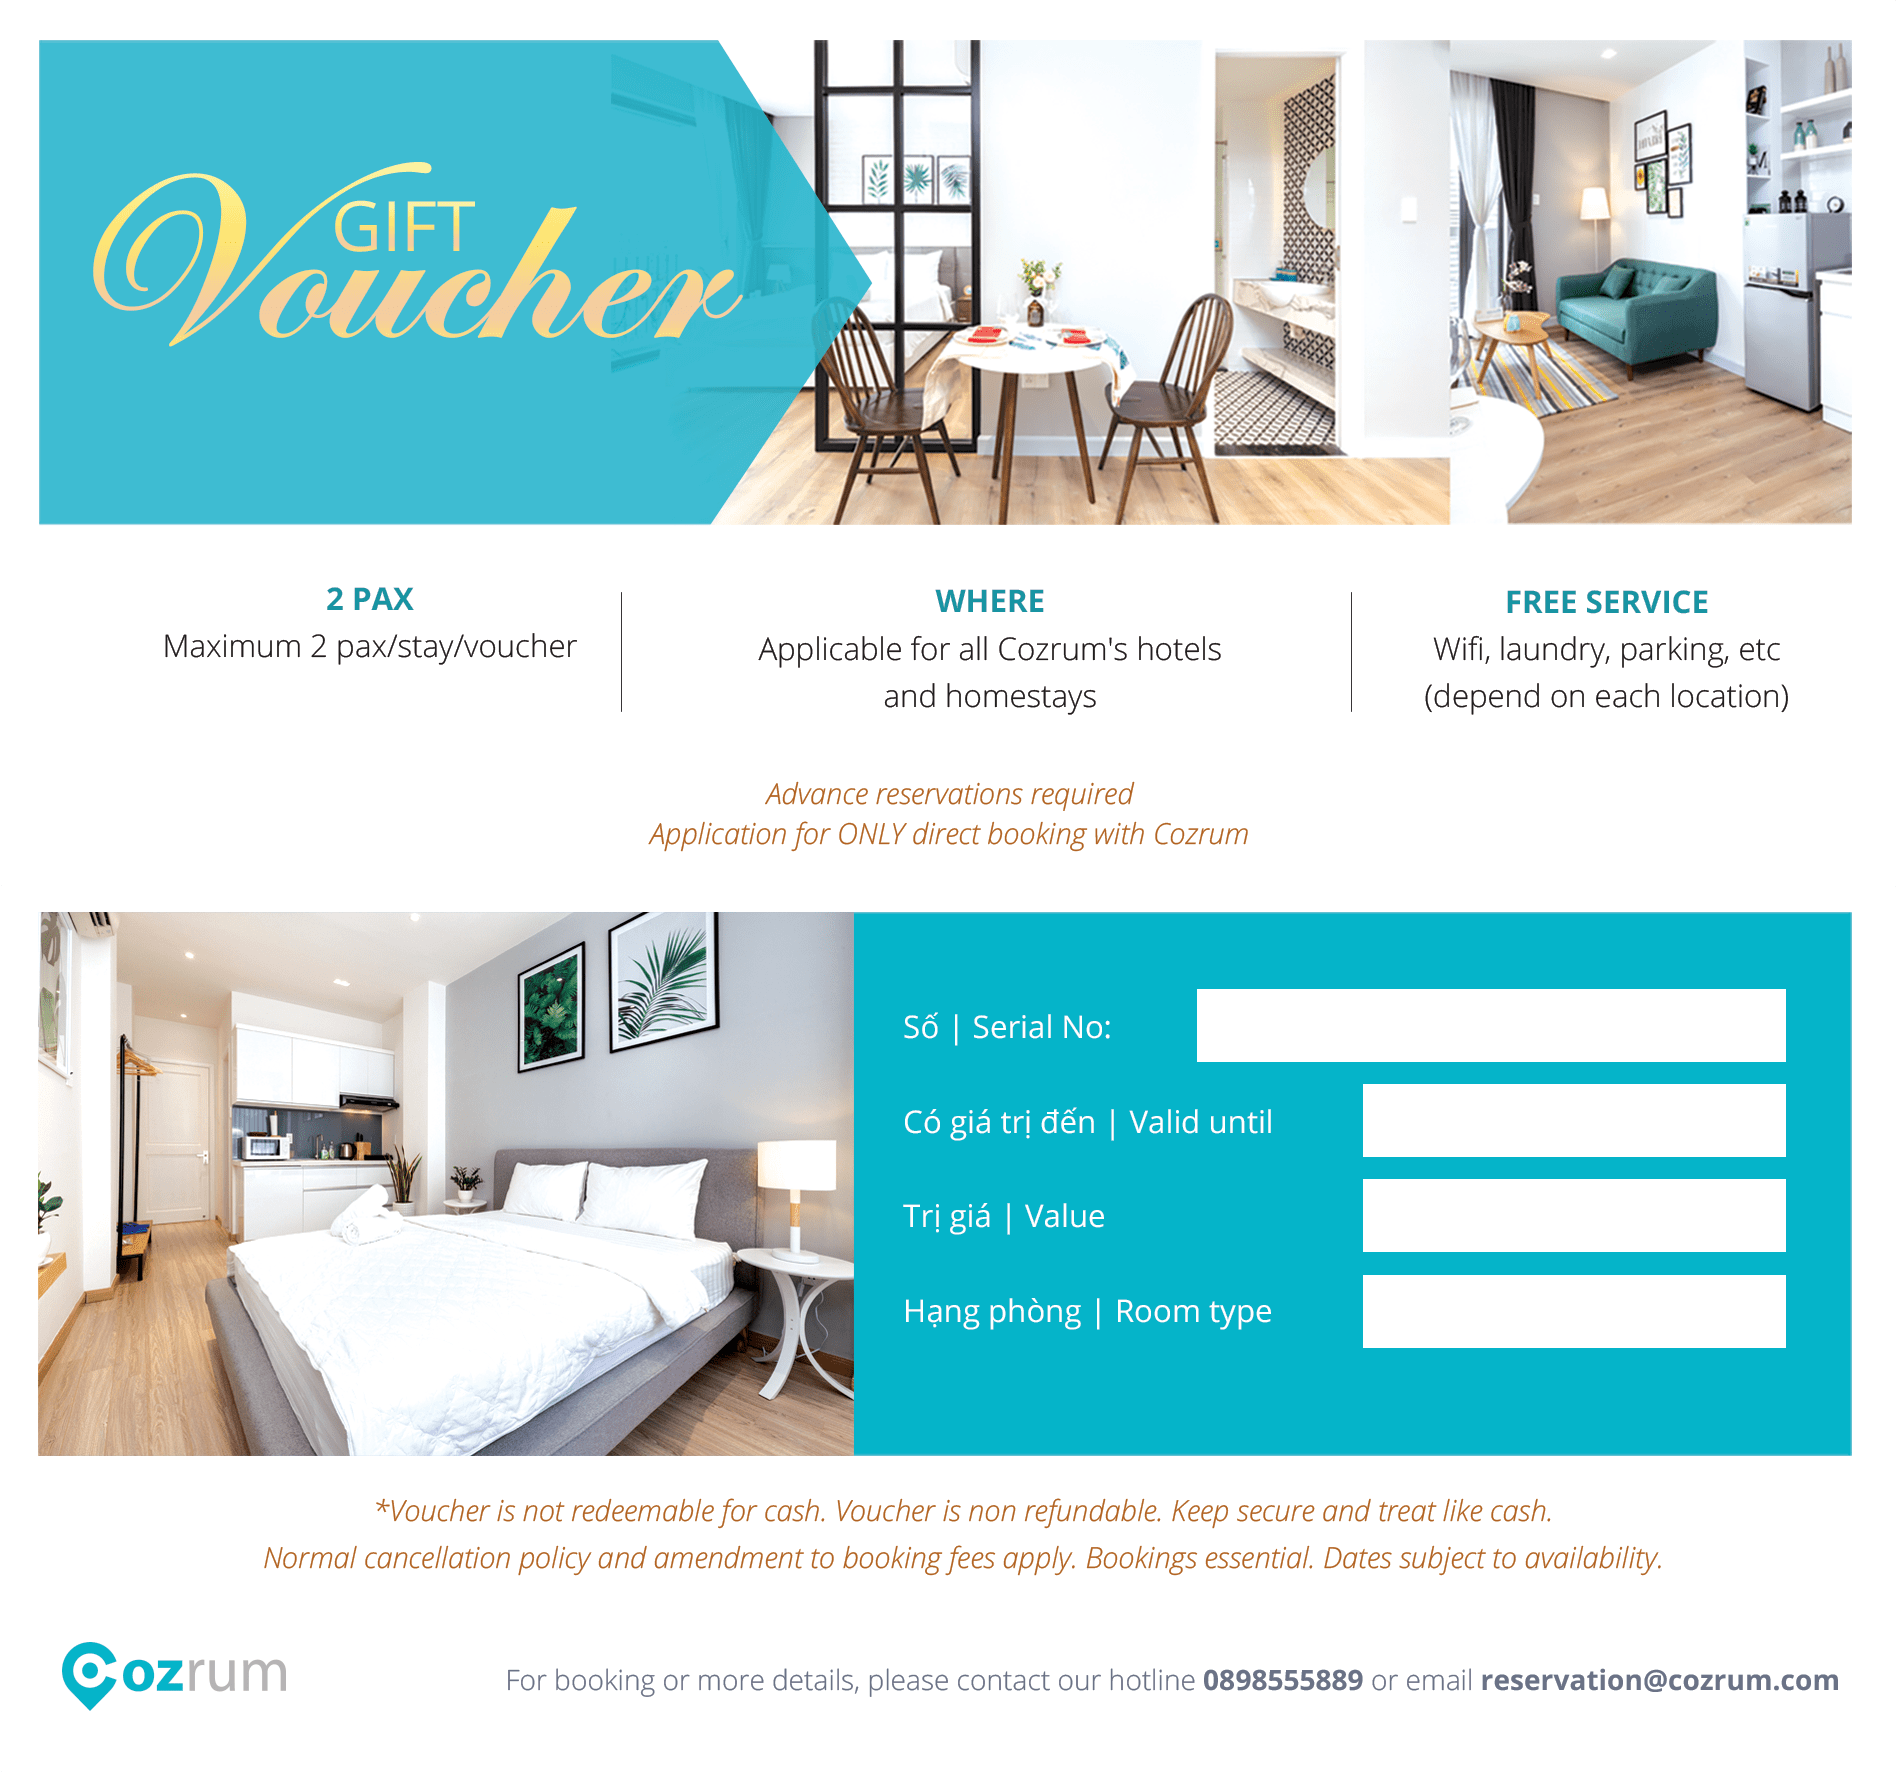 GIFT
Voucher
2 PAX
Maximum 2 pax/stay/voucher
WHERE
Applicable for all Cozrum's hotels
and homestays
FREE SERVICE
Wifi, laundry, parking, etc
(depend on each location)
Advance reservations required
Application for ONLY direct booking with Cozrum
Số | Serial No:
Có giá trị đến | Valid until
Trị giá | Value
Hạng phòng | Room type
*Voucher is not redeemable for cash. Voucher is non refundable. Keep secure and treat like cash.
Normal cancellation policy and amendment to booking fees apply. Bookings essential. Dates subject to availability.
Cozrum
For booking or more details, please contact our hotline 0898555889 or email reservation@cozrum.com